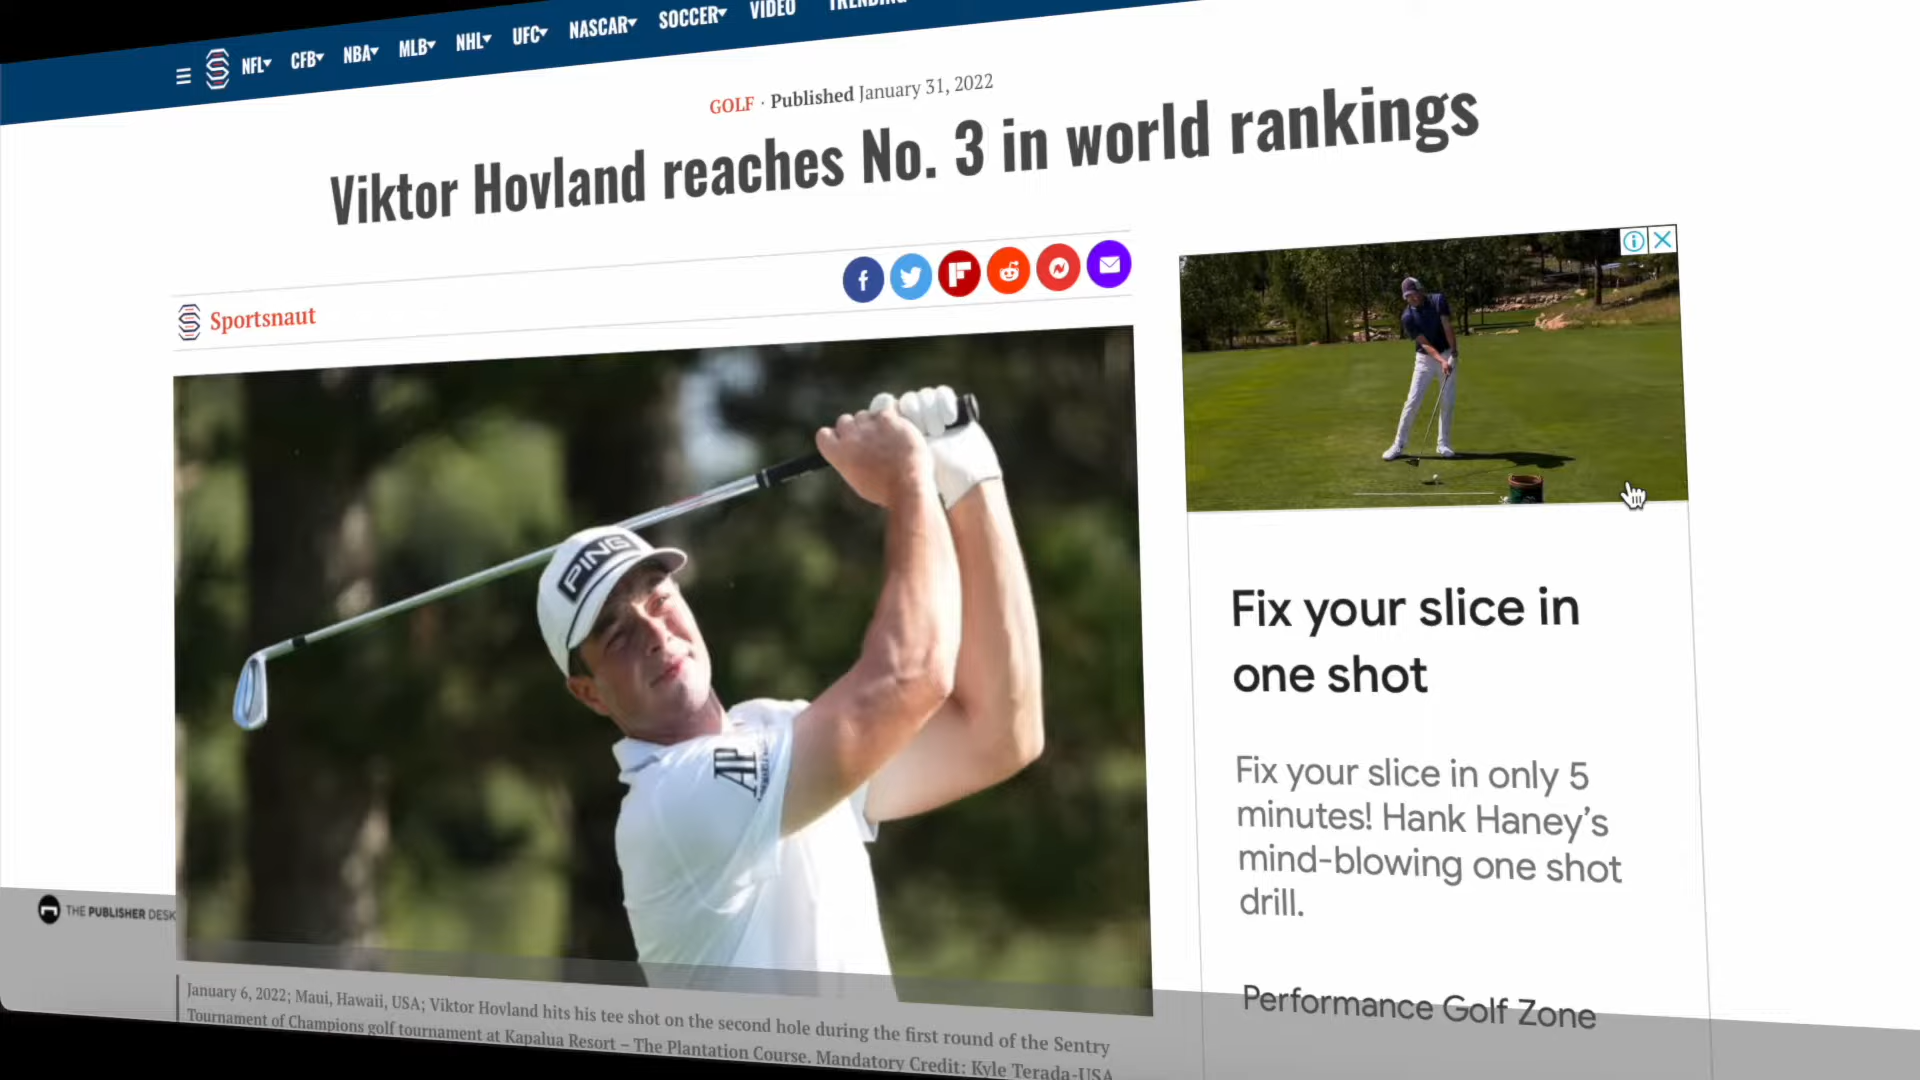 NFL CFB NBA MLB NHL UFC NASCAR SOCCER VIDEO TRENDING
GOLF · Published January 31, 2022
Viktor Hovland reaches No. 3 in world rankings
Sportsnaut
PING
AP
Fix your slice in
one shot
Fix your slice in only 5
minutes! Hank Haney's
mind-blowing one shot
drill.
Performance Golf Zone
THE PUBLISHER DESK
January 6, 2022; Maui, Hawaii, USA; Viktor Hovland hits his tee shot on the second hole during the first round of the Sentry
Tournament of Champions golf tournament at Kapalua Resort – The Plantation Course. Mandatory Credit: Kyle Terada-USA